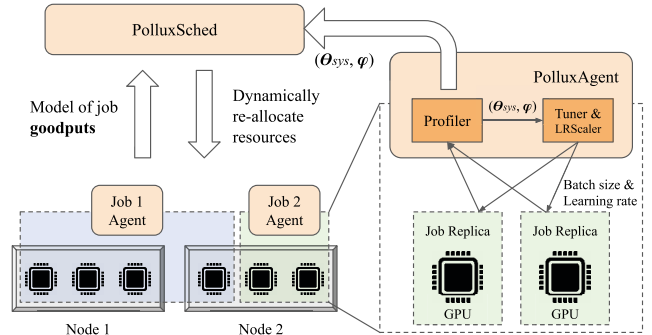 PolluxSched
(θsys, φ)
PolluxAgent
Model of job
goodputs
Dynamically
re-allocate
resources
Profiler
(θsys, φ)
Tuner &
LRScaler
Batch size &
Learning rate
Job 1
Agent
Job 2
Agent
Job Replica
Job Replica
GPU
GPU
Node 1
Node 2